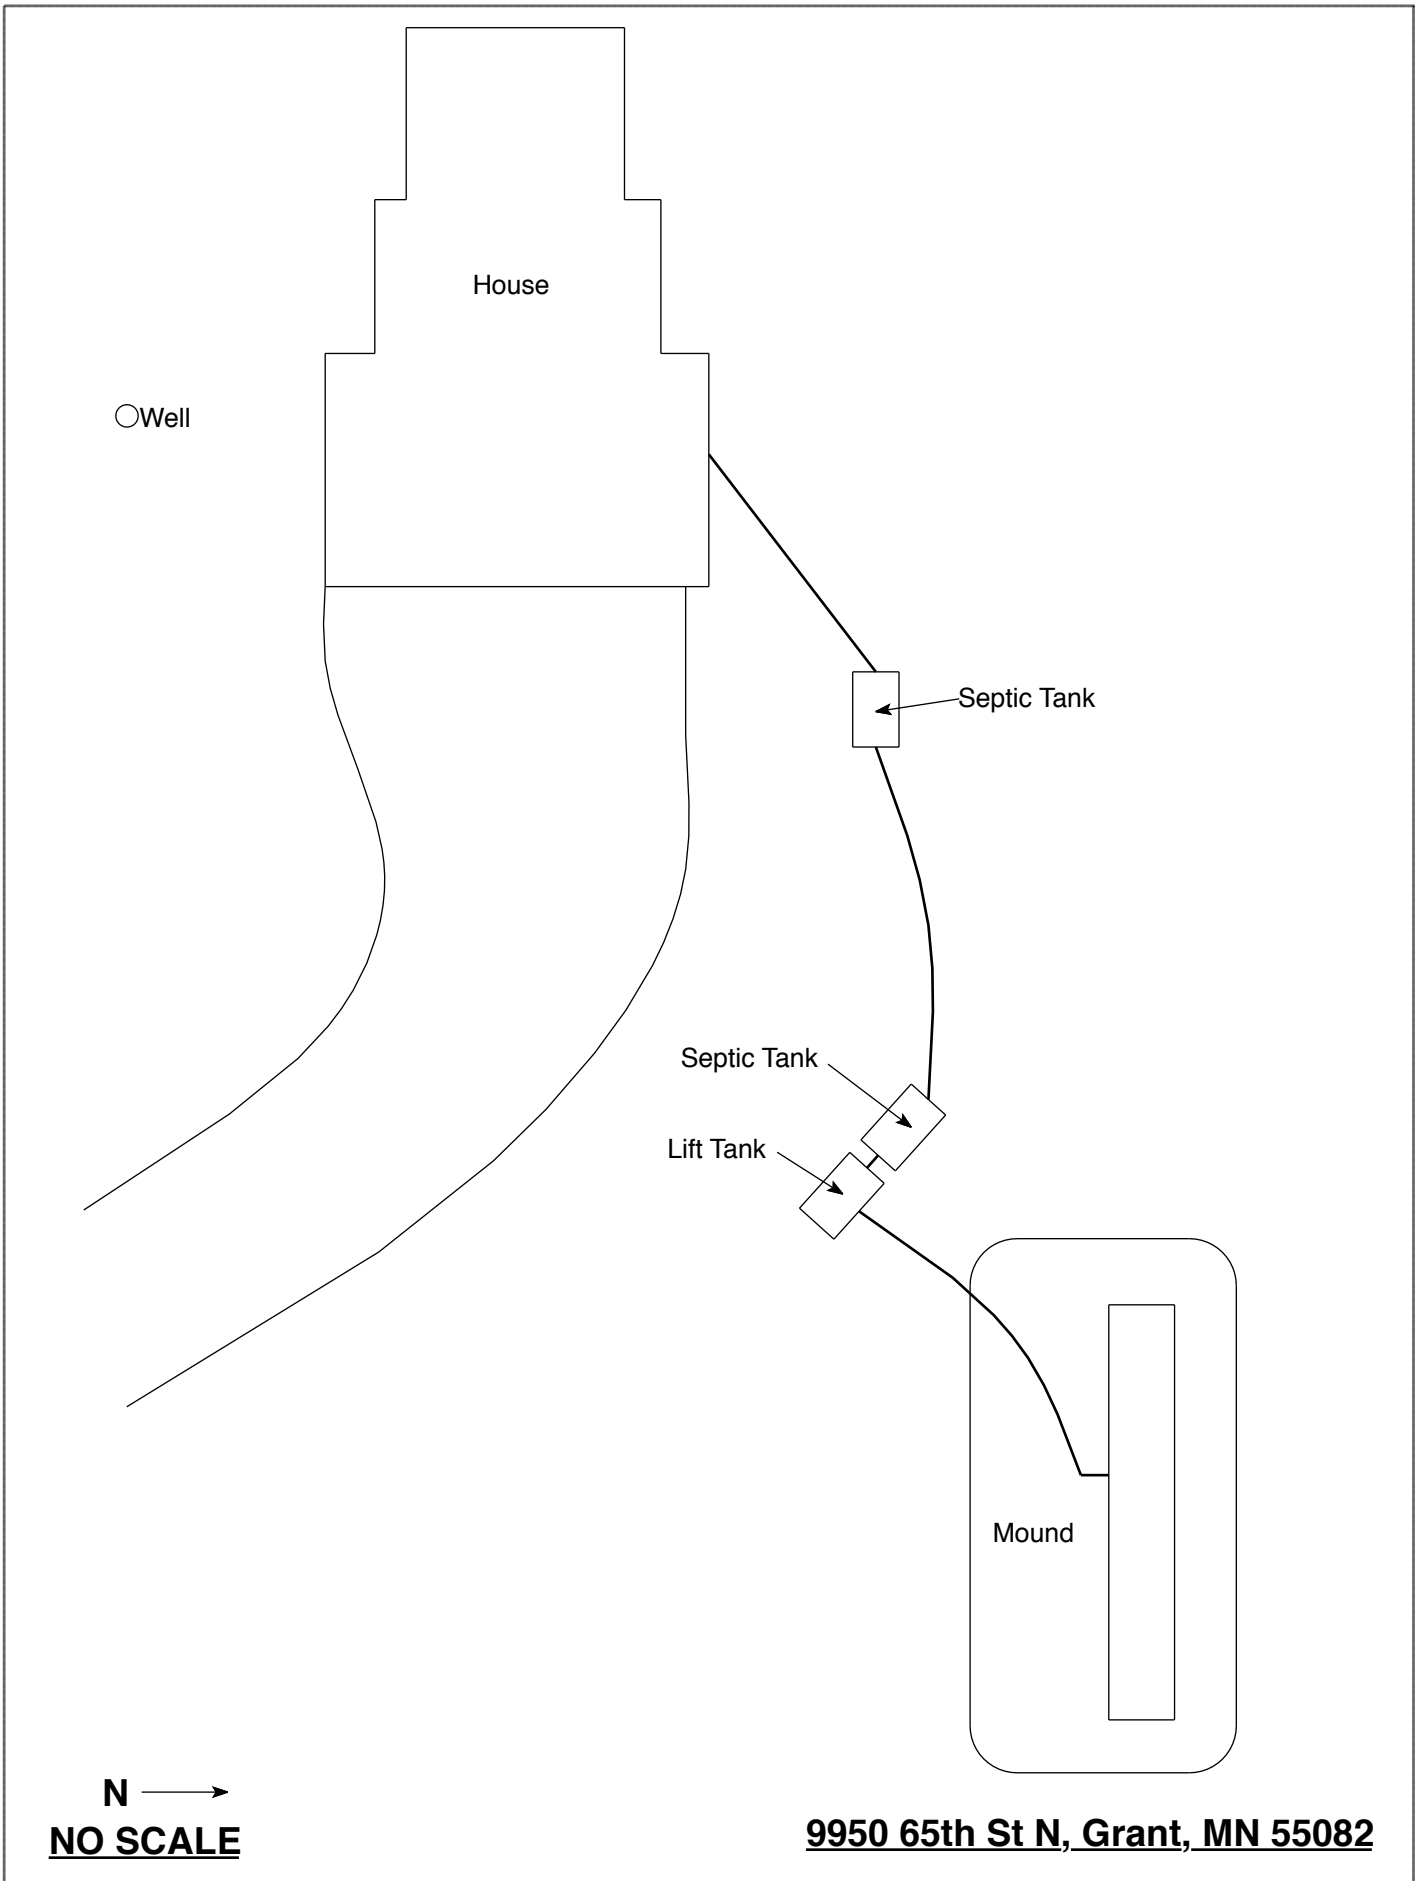 House
Well
Septic Tank
Septic Tank
Lift Tank
Mound
N
NO SCALE
9950 65th St N, Grant, MN 55082